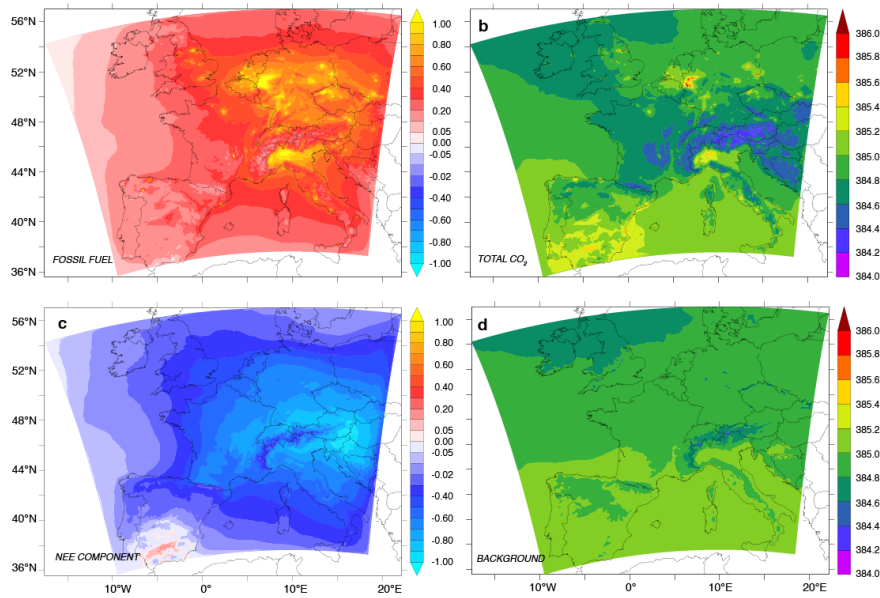 56°N
52°N
48°N
44°N
40°N
36°N
FOSSIL FUEL
1.00
0.80
0.60
0.40
0.20
0.05
0.00
-0.05
-0.20
-0.40
-0.60
-0.80
-1.00
b
TOTAL CO₂
386.0
385.8
385.6
385.4
385.2
385.0
384.8
384.6
384.4
384.2
384.0
c
56°N
52°N
48°N
44°N
40°N
36°N
NEE COMPONENT
10°W
0°E
10°E
20°E
1.00
0.80
0.60
0.40
0.20
0.05
0.00
-0.05
-0.02
-0.40
-0.60
-0.80
-1.00
d
BACKGROUND
10°W
0°E
10°E
20°E
386.0
385.8
385.6
385.4
385.2
385.0
384.8
384.6
384.4
384.2
384.0